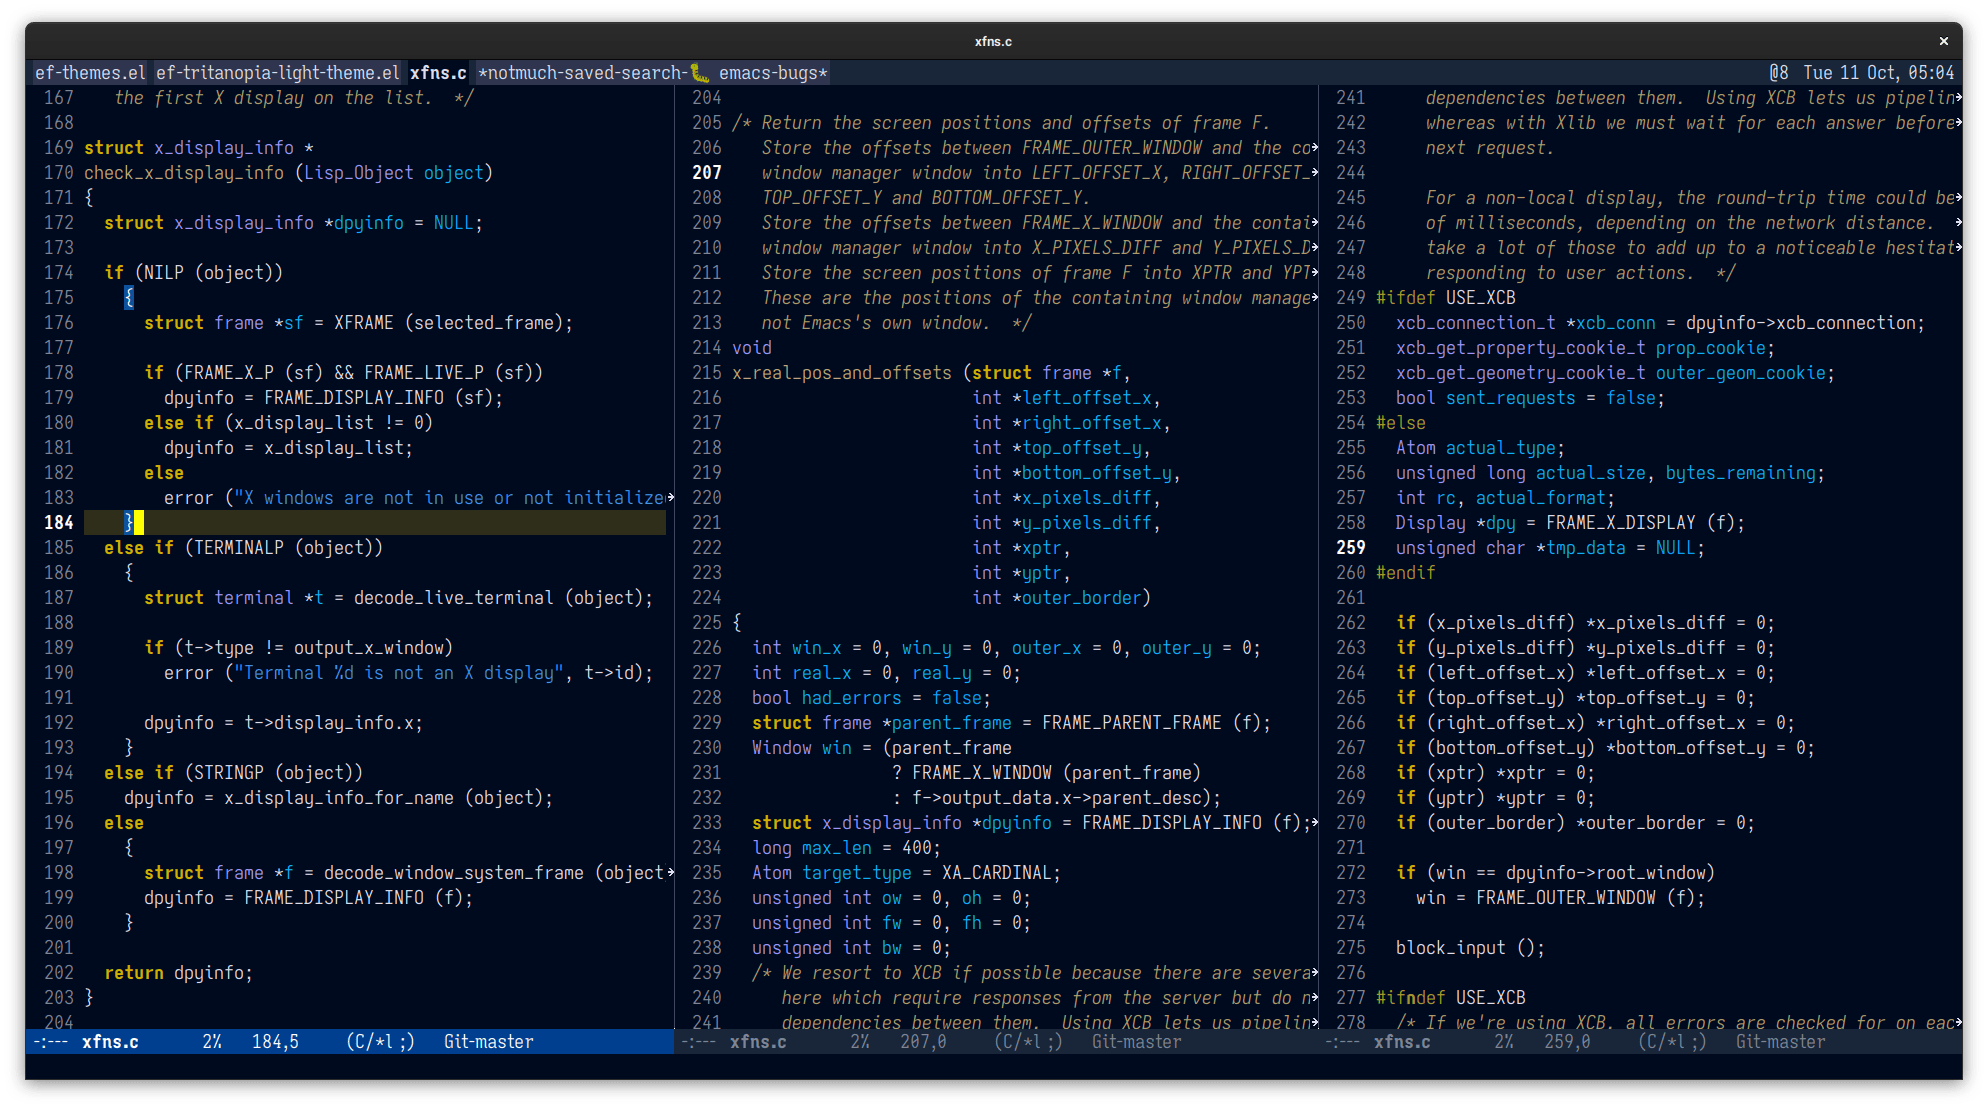 xfns.c ×
ef-themes.el ef-tritanopia-light-theme.el xfns.c *notmuch-saved-search-🐛 emacs-bugs* @8 Tue 11 Oct, 05:04
167    the first X display on the list.  */
168
169 struct x_display_info *
170 check_x_display_info (Lisp_Object object)
171 {
172   struct x_display_info *dpyinfo = NULL;
173
174   if (NILP (object))
175     {
176       struct frame *sf = XFRAME (selected_frame);
177
178       if (FRAME_X_P (sf) && FRAME_LIVE_P (sf))
179         dpyinfo = FRAME_DISPLAY_INFO (sf);
180       else if (x_display_list != 0)
181         dpyinfo = x_display_list;
182       else
183         error ("X windows are not in use or not initialize
184     }
185   else if (TERMINALP (object))
186     {
187       struct terminal *t = decode_live_terminal (object);
188
189       if (t->type != output_x_window)
190         error ("Terminal %d is not an X display", t->id);
191
192       dpyinfo = t->display_info.x;
193     }
194   else if (STRINGP (object))
195     dpyinfo = x_display_info_for_name (object);
196   else
197     {
198       struct frame *f = decode_window_system_frame (object
199       dpyinfo = FRAME_DISPLAY_INFO (f);
200     }
201
202   return dpyinfo;
203 }
204
-:--- xfns.c 2% 184,5 (C/*l ;) Git-master
204
205 /* Return the screen positions and offsets of frame F.
206    Store the offsets between FRAME_OUTER_WINDOW and the co
207    window manager window into LEFT_OFFSET_X, RIGHT_OFFSET_
208    TOP_OFFSET_Y and BOTTOM_OFFSET_Y.
209    Store the offsets between FRAME_X_WINDOW and the contai
210    window manager window into X_PIXELS_DIFF and Y_PIXELS_D
211    Store the screen positions of frame F into XPTR and YPT
212    These are the positions of the containing window manage
213    not Emacs's own window.  */
214 void
215 x_real_pos_and_offsets (struct frame *f,
216                         int *left_offset_x,
217                         int *right_offset_x,
218                         int *top_offset_y,
219                         int *bottom_offset_y,
220                         int *x_pixels_diff,
221                         int *y_pixels_diff,
222                         int *xptr,
223                         int *yptr,
224                         int *outer_border)
225 {
226   int win_x = 0, win_y = 0, outer_x = 0, outer_y = 0;
227   int real_x = 0, real_y = 0;
228   bool had_errors = false;
229   struct frame *parent_frame = FRAME_PARENT_FRAME (f);
230   Window win = (parent_frame
231                 ? FRAME_X_WINDOW (parent_frame)
232                 : f->output_data.x->parent_desc);
233   struct x_display_info *dpyinfo = FRAME_DISPLAY_INFO (f);
234   long max_len = 400;
235   Atom target_type = XA_CARDINAL;
236   unsigned int ow = 0, oh = 0;
237   unsigned int fw = 0, fh = 0;
238   unsigned int bw = 0;
239   /* We resort to XCB if possible because there are severa
240      here which require responses from the server but do n
241      dependencies between them.  Using XCB lets us pipelin
-:--- xfns.c 2% 207,0 (C/*l ;) Git-master
241      dependencies between them.  Using XCB lets us pipelin
242      whereas with Xlib we must wait for each answer before
243      next request.
244
245      For a non-local display, the round-trip time could be
246      of milliseconds, depending on the network distance.
247      take a lot of those to add up to a noticeable hesitat
248      responding to user actions.  */
249 #ifdef USE_XCB
250   xcb_connection_t *xcb_conn = dpyinfo->xcb_connection;
251   xcb_get_property_cookie_t prop_cookie;
252   xcb_get_geometry_cookie_t outer_geom_cookie;
253   bool sent_requests = false;
254 #else
255   Atom actual_type;
256   unsigned long actual_size, bytes_remaining;
257   int rc, actual_format;
258   Display *dpy = FRAME_X_DISPLAY (f);
259   unsigned char *tmp_data = NULL;
260 #endif
261
262   if (x_pixels_diff) *x_pixels_diff = 0;
263   if (y_pixels_diff) *y_pixels_diff = 0;
264   if (left_offset_x) *left_offset_x = 0;
265   if (top_offset_y) *top_offset_y = 0;
266   if (right_offset_x) *right_offset_x = 0;
267   if (bottom_offset_y) *bottom_offset_y = 0;
268   if (xptr) *xptr = 0;
269   if (yptr) *yptr = 0;
270   if (outer_border) *outer_border = 0;
271
272   if (win == dpyinfo->root_window)
273     win = FRAME_OUTER_WINDOW (f);
274
275   block_input ();
276
277 #ifndef USE_XCB
278   /* If we're using XCB, all errors are checked for on eac
-:--- xfns.c 2% 259,0 (C/*l ;) Git-master